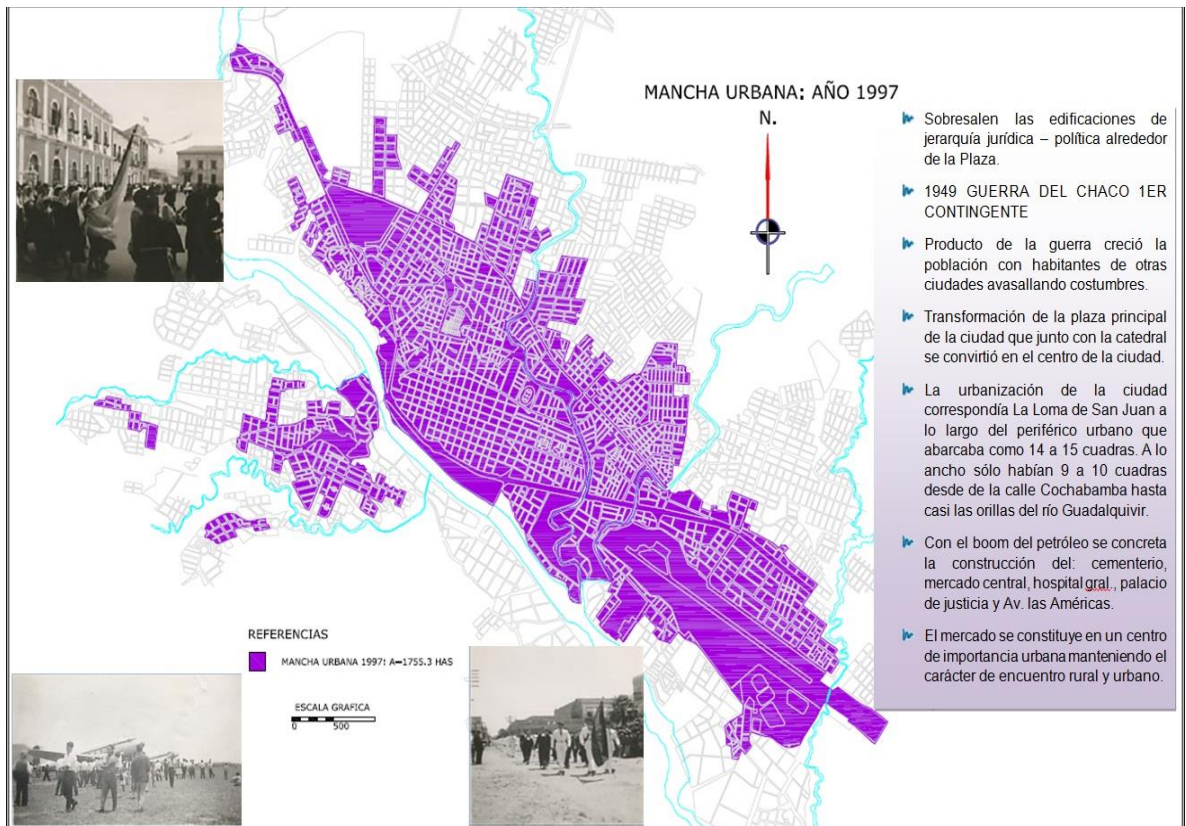 MANCHA URBANA: AÑO 1997
N.
Sobresalen las edificaciones de
jerarquía jurídica – política alrededor
de la Plaza.
1949 GUERRA DEL CHACO 1ER
CONTINGENTE
Producto de la guerra creció la
población con habitantes de otras
ciudades avasallando costumbres.
Transformación de la plaza principal
de la ciudad que junto con la catedral
se convirtió en el centro de la ciudad.
La urbanización de la ciudad
correspondía La Loma de San Juan a
lo largo del periférico urbano que
abarcaba como 14 a 15 cuadras. A lo
ancho sólo habían 9 a 10 cuadras
desde de la calle Cochabamba hasta
casi las orillas del río Guadalquivir.
Con el boom del petróleo se concreta
la construcción del: cementerio,
mercado central, hospital gral., palacio
de justicia y Av. las Américas.
El mercado se constituye en un centro
de importancia urbana manteniendo el
carácter de encuentro rural y urbano.
REFERENCIAS
MANCHA URBANA 1997: A=1755.3 HAS
ESCALA GRAFICA
0 500